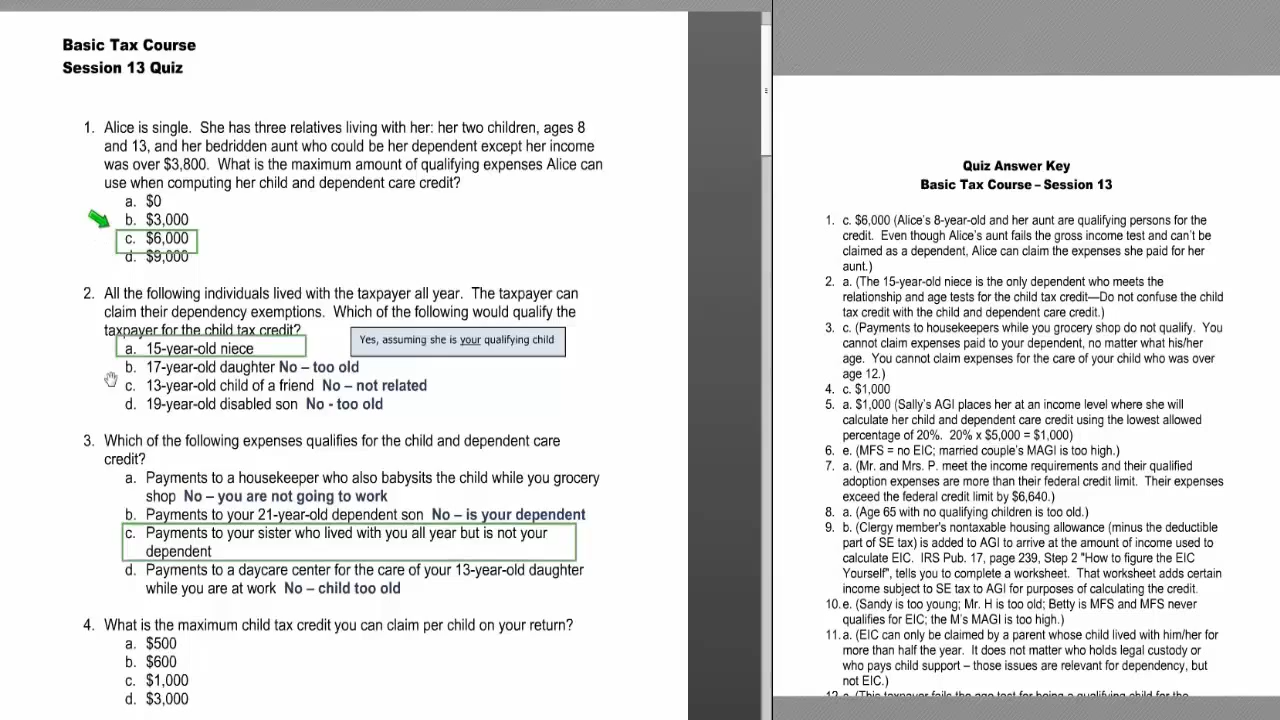 Basic Tax Course
Session 13 Quiz
1. Alice is single. She has three relatives living with her: her two children, ages 8
and 13, and her bedridden aunt who could be her dependent except her income
was over $3,800. What is the maximum amount of qualifying expenses Alice can
use when computing her child and dependent care credit?
a. $0
b. $3,000
c. $6,000
d. $9,000
2. All the following individuals lived with the taxpayer all year. The taxpayer can
claim their dependency exemptions. Which of the following would qualify the
taxpayer for the child tax credit?
a. 15-year-old niece
Yes, assuming she is your qualifying child
b. 17-year-old daughter No – too old
c. 13-year-old child of a friend No – not related
d. 19-year-old disabled son No - too old
3. Which of the following expenses qualifies for the child and dependent care
credit?
a. Payments to a housekeeper who also babysits the child while you grocery
shop No – you are not going to work
b. Payments to your 21-year-old dependent son No – is your dependent
c. Payments to your sister who lived with you all year but is not your
dependent
d. Payments to a daycare center for the care of your 13-year-old daughter
while you are at work No – child too old
4. What is the maximum child tax credit you can claim per child on your return?
a. $500
b. $600
c. $1,000
d. $3,000
Quiz Answer Key
Basic Tax Course – Session 13
1. c. $6,000 (Alice's 8-year-old and her aunt are qualifying persons for the
credit. Even though Alice's aunt fails the gross income test and can't be
claimed as a dependent, Alice can claim the expenses she paid for her
aunt.)
2. a. (The 15-year-old niece is the only dependent who meets the
relationship and age tests for the child tax credit—Do not confuse the child
tax credit with the child and dependent care credit.)
3. c. (Payments to housekeepers while you grocery shop do not qualify. You
cannot claim expenses paid to your dependent, no matter what his/her
age. You cannot claim expenses for the care of your child who was over
age 12.)
4. c. $1,000
5. a. $1,000 (Sally's AGI places her at an income level where she will
calculate her child and dependent care credit using the lowest allowed
percentage of 20%. 20% x $5,000 = $1,000)
6. e. (MFS = no EIC; married couple's MAGI is too high.)
7. a. (Mr. and Mrs. P. meet the income requirements and their qualified
adoption expenses are more than their federal credit limit. Their expenses
exceed the federal credit limit by $6,640.)
8. a. (Age 65 with no qualifying children is too old.)
9. b. (Clergy member's nontaxable housing allowance (minus the deductible
part of SE tax) is added to AGI to arrive at the amount of income used to
calculate EIC. IRS Pub. 17, page 239, Step 2 "How to figure the EIC
Yourself", tells you to complete a worksheet. That worksheet adds certain
income subject to SE tax to AGI for purposes of calculating the credit.
10. e. (Sandy is too young; Mr. H is too old; Betty is MFS and MFS never
qualifies for EIC; the M's MAGI is too high.)
11. a. (EIC can only be claimed by a parent whose child lived with him/her for
more than half the year. It does not matter who holds legal custody or
who pays child support – those issues are relevant for dependency, but
not EIC.)
(This taxpayer fails the age test for being a qualifying child for the